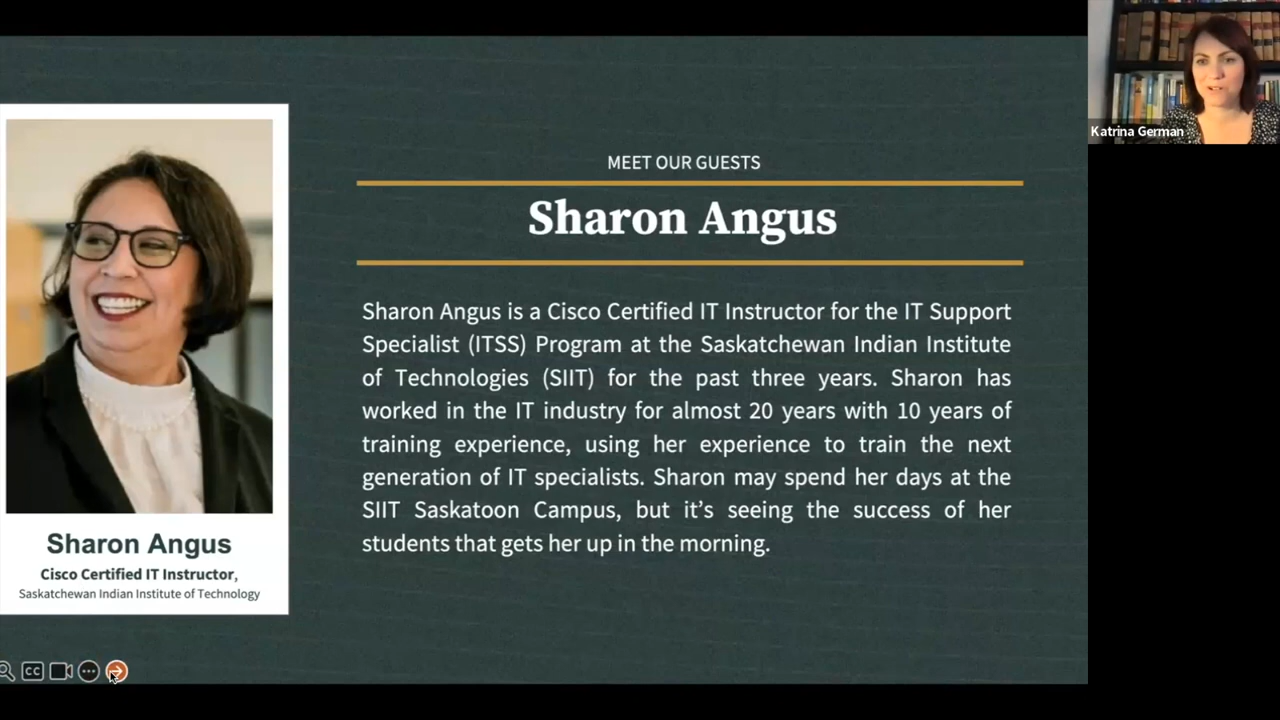 MEET OUR GUESTS
Sharon Angus
Sharon Angus is a Cisco Certified IT Instructor for the IT Support
Specialist (ITSS) Program at the Saskatchewan Indian Institute
of Technologies (SIIT) for the past three years. Sharon has
worked in the IT industry for almost 20 years with 10 years of
training experience, using her experience to train the next
generation of IT specialists. Sharon may spend her days at the
SIIT Saskatoon Campus, but it’s seeing the success of her
students that gets her up in the morning.
Sharon Angus
Cisco Certified IT Instructor,
Saskatchewan Indian Institute of Technology
CC
Katrina German